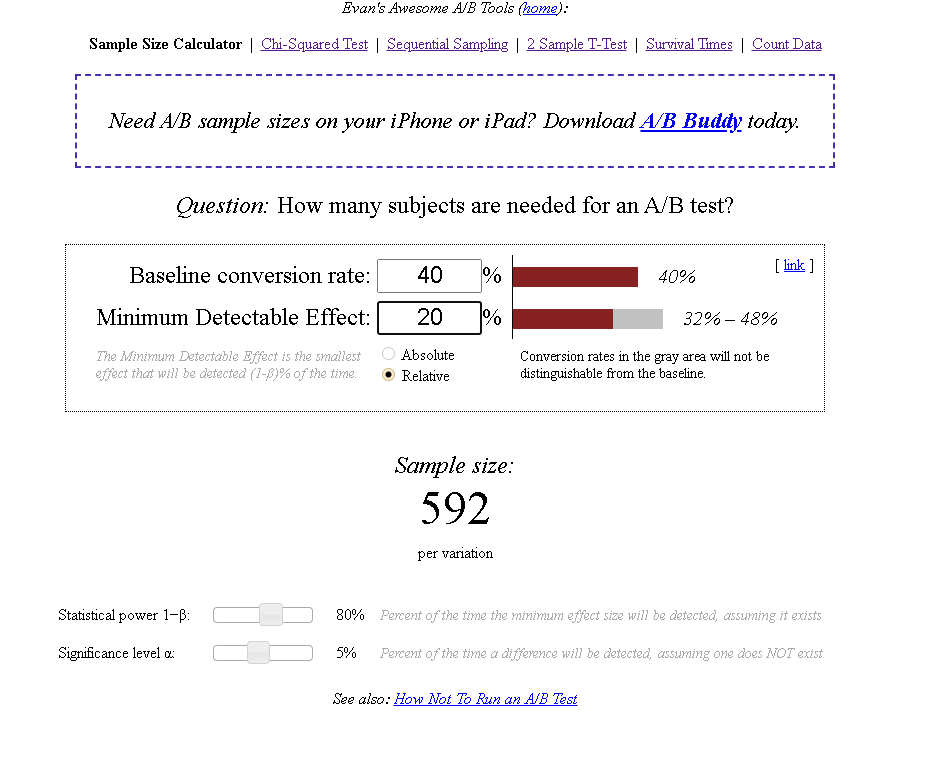 Evan's Awesome A/B Tools (home):
Sample Size Calculator | Chi-Squared Test | Sequential Sampling | 2 Sample T-Test | Survival Times | Count Data
Need A/B sample sizes on your iPhone or iPad? Download A/B Buddy today.
Question: How many subjects are needed for an A/B test?
Baseline conversion rate: 40 % 40% [ link ]
Minimum Detectable Effect: 20 % 32% – 48%
The Minimum Detectable Effect is the smallest
effect that will be detected (1-β)% of the time.
Absolute
Relative
Conversion rates in the gray area will not be
distinguishable from the baseline.
Sample size:
592
per variation
Statistical power 1−β: 80% Percent of the time the minimum effect size will be detected, assuming it exists
Significance level α: 5% Percent of the time a difference will be detected, assuming one does NOT exist
See also: How Not To Run an A/B Test